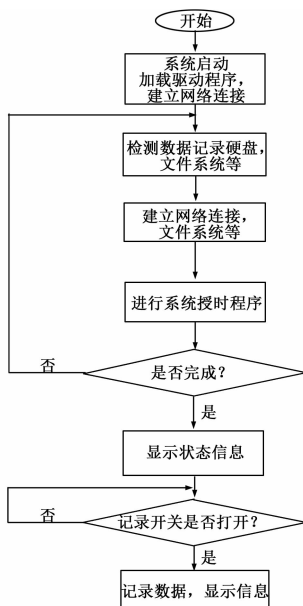 开始
系统启动
加载驱动程序，
建立网络连接
检测数据记录硬盘，
文件系统等
建立网络连接，
文件系统等
进行系统授时程序
否
是否完成？
是
显示状态信息
否
记录开关是否打开？
是
记录数据，显示信息